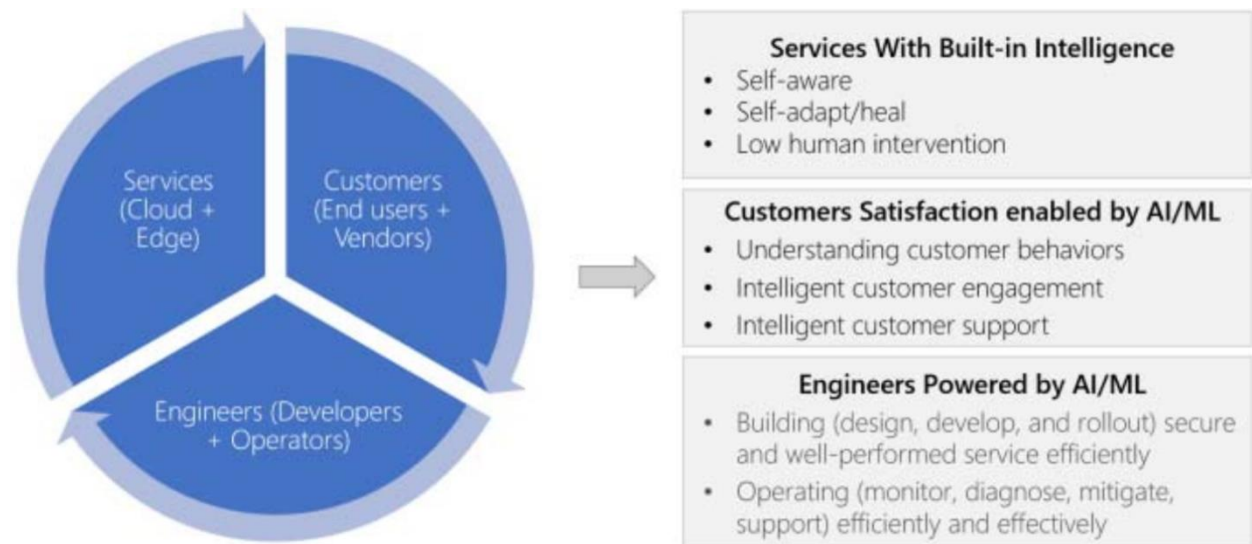 Services
(Cloud +
Edge)
Customers
(End users +
Vendors)
Engineers (Developers
+ Operators)
Services With Built-in Intelligence
• Self-aware
• Self-adapt/heal
• Low human intervention
Customers Satisfaction enabled by AI/ML
• Understanding customer behaviors
• Intelligent customer engagement
• Intelligent customer support
Engineers Powered by AI/ML
• Building (design, develop, and rollout) secure
and well-performed service efficiently
• Operating (monitor, diagnose, mitigate,
support) efficiently and effectively